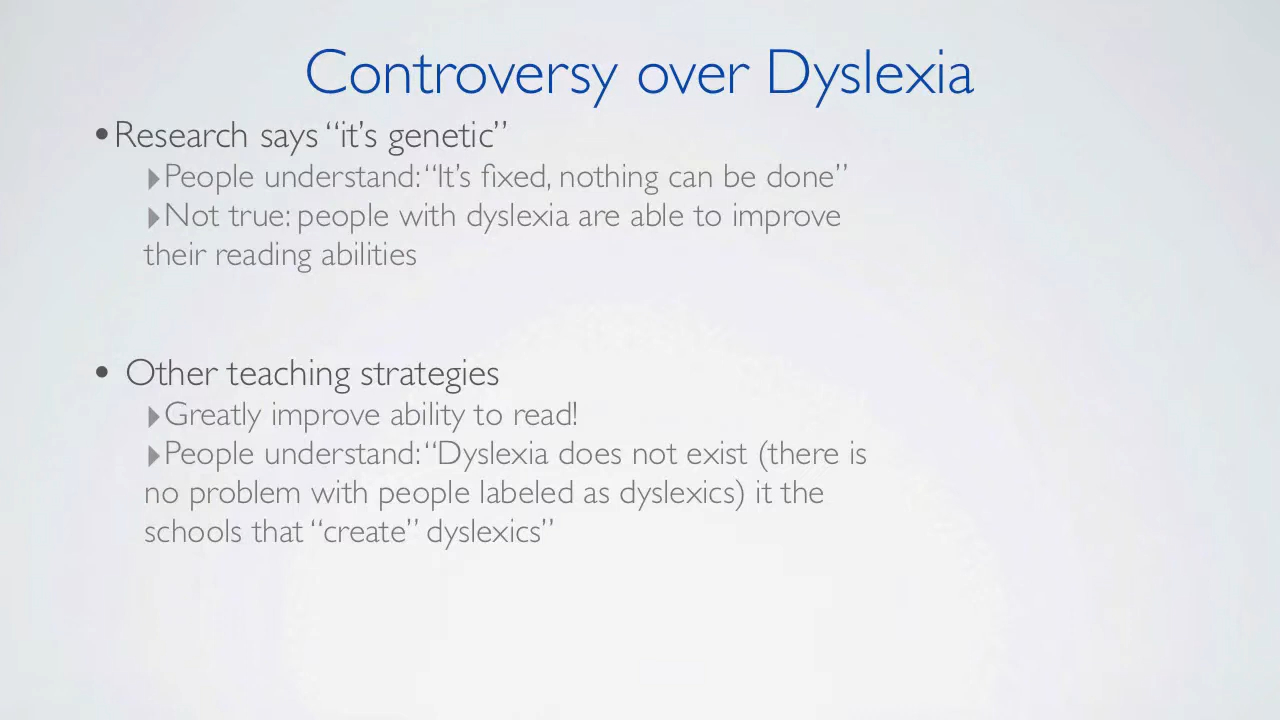 Controversy over Dyslexia
•Research says “it’s genetic”
▸People understand: “It’s fixed, nothing can be done”
▸Not true: people with dyslexia are able to improve
their reading abilities
• Other teaching strategies
▸Greatly improve ability to read!
▸People understand: “Dyslexia does not exist (there is
no problem with people labeled as dyslexics) it the
schools that “create” dyslexics”